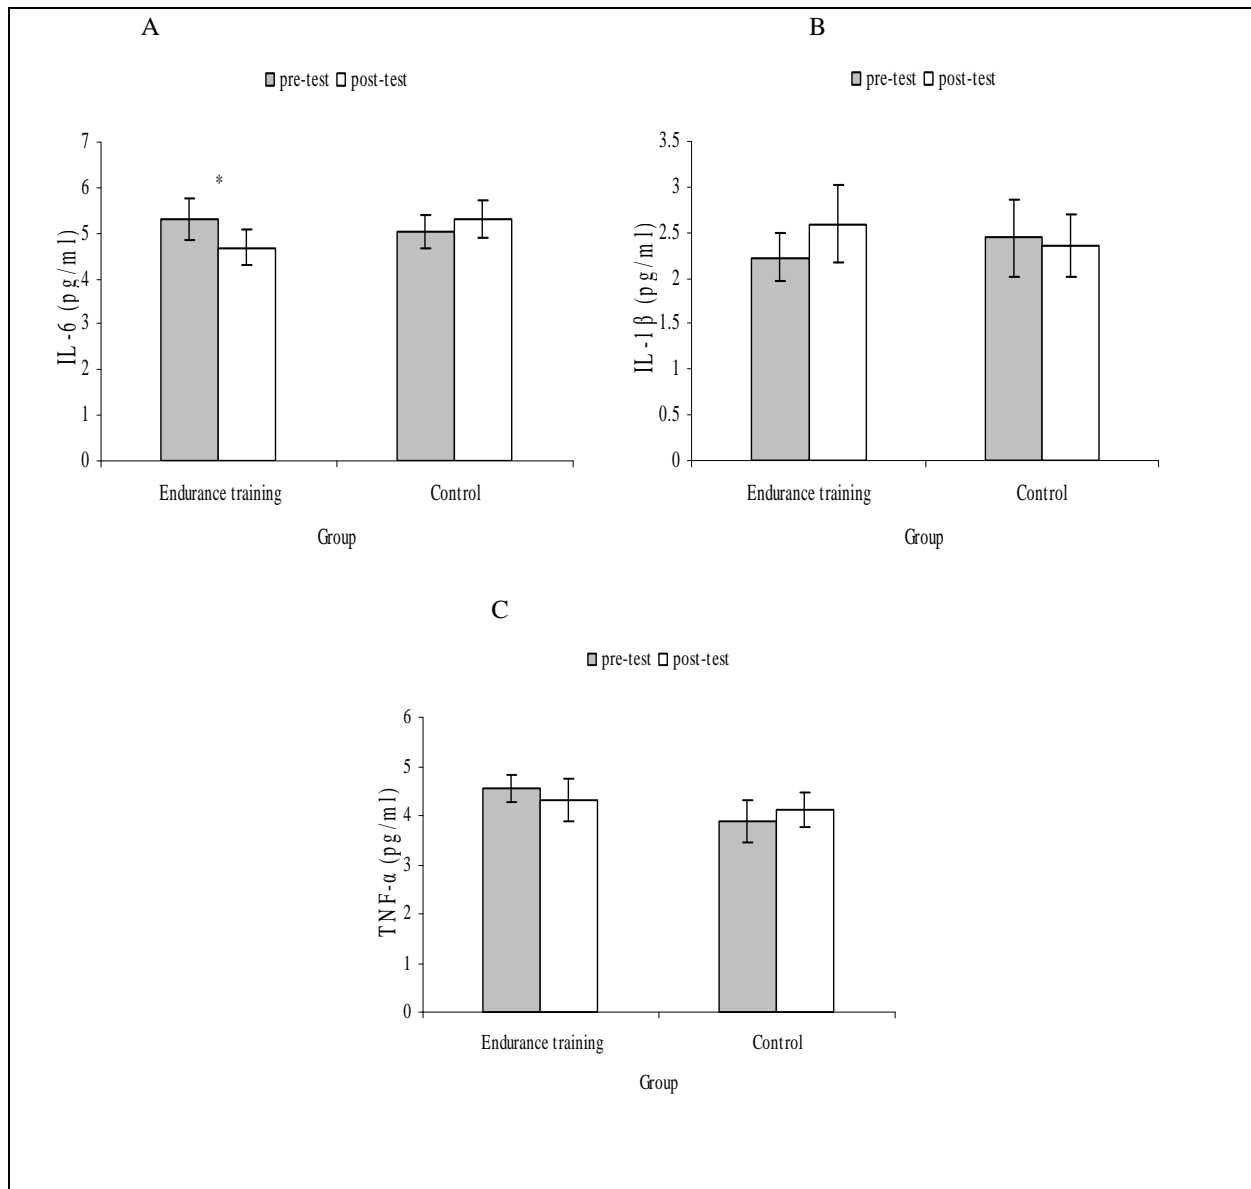 A
pre-test post-test
IL-6 (pg/ml)
7
6
5
4
3
2
1
0
*
Endurance training Control
Group
B
pre-test post-test
IL-1β (pg/ml)
3.5
3
2.5
2
1.5
1
0.5
0
Endurance training Control
Group
C
pre-test post-test
TNF-α (pg/ml)
6
5
4
3
2
1
0
Endurance training Control
Group